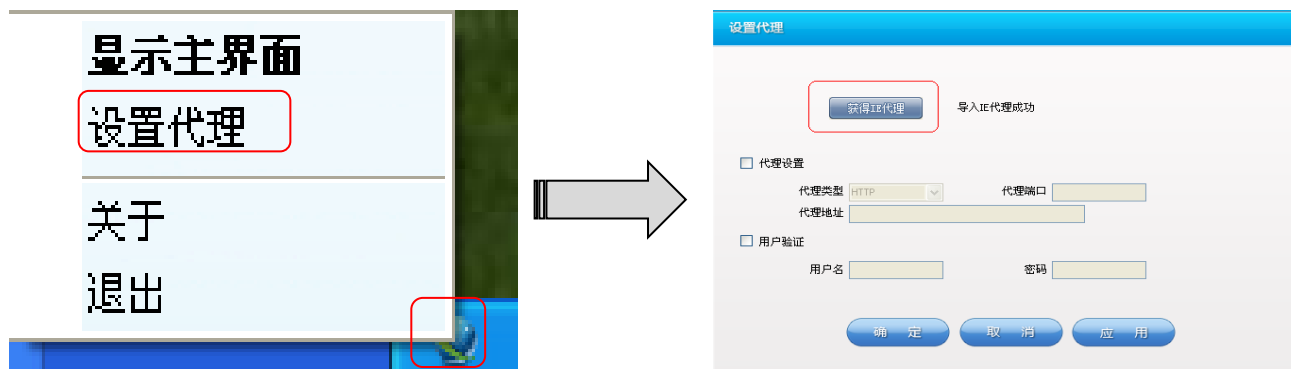 显示主界面
设置代理
关于
退出
设置代理
获得IE代理 导入IE代理成功
代理设置
代理类型 HTTP 代理端口
代理地址
用户验证
用户名 密码
确 定 取 消 应 用